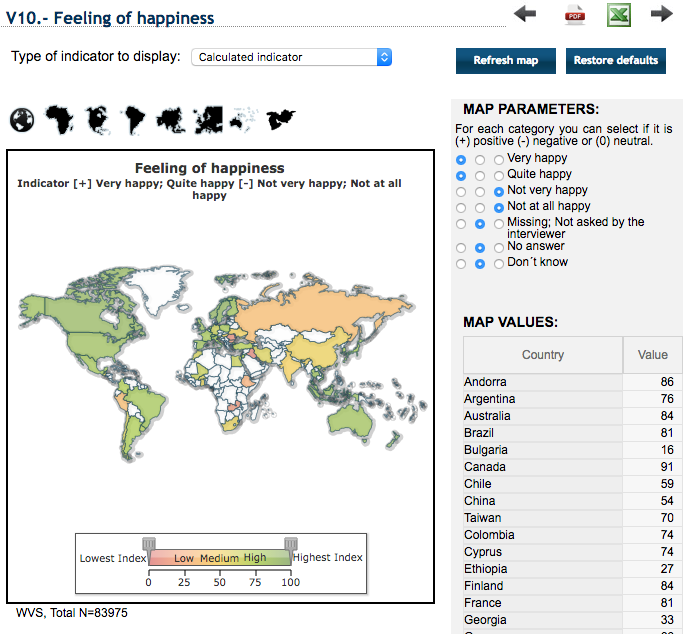 V10.- Feeling of happiness
PDF
Type of indicator to display: Calculated indicator
Refresh map
Restore defaults
Feeling of happiness
Indicator [+] Very happy; Quite happy [-] Not very happy; Not at all
happy
Lowest Index
Low Medium High
Highest Index
0 25 50 75 100
WVS, Total N=83975
MAP PARAMETERS:
For each category you can select if it is
(+) positive (-) negative or (0) neutral.
Very happy
Quite happy
Not very happy
Not at all happy
Missing; Not asked by the
interviewer
No answer
Don´t know
MAP VALUES:
Country Value
Andorra 86
Argentina 76
Australia 84
Brazil 81
Bulgaria 16
Canada 91
Chile 59
China 54
Taiwan 70
Colombia 74
Cyprus 74
Ethiopia 27
Finland 84
France 81
Georgia 33